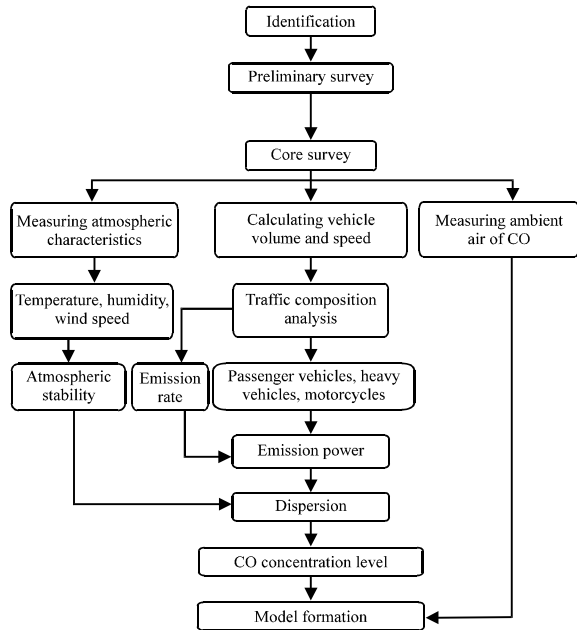 Identification
Preliminary survey
Core survey
Measuring atmospheric
characteristics
Calculating vehicle
volume and speed
Measuring ambient
air of CO
Temperature, humidity,
wind speed
Traffic composition
analysis
Atmospheric
stability
Emission
rate
Passenger vehicles, heavy
vehicles, motorcycles
Emission power
Dispersion
CO concentration level
Model formation